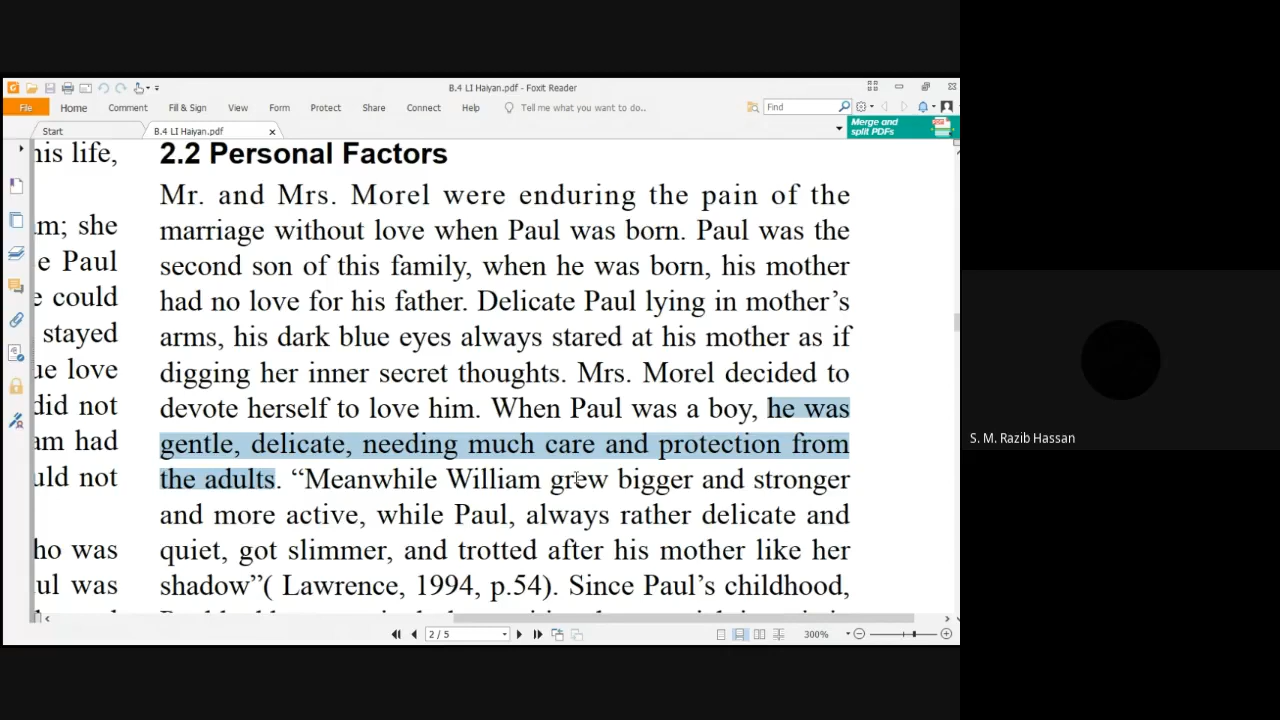 B.4 LI Haiyan.pdf - Foxit Reader
File Home Comment Fill & Sign View Form Protect Share Connect Help Tell me what you want to do.. Find
Start B.4 LI Haiyan.pdf Merge and
split PDFs
his life,
; she
e Paul
e could
stayed
ue love
did not
am had
uld not
ho was
ul was
2.2 Personal Factors
Mr. and Mrs. Morel were enduring the pain of the
marriage without love when Paul was born. Paul was the
second son of this family, when he was born, his mother
had no love for his father. Delicate Paul lying in mother’s
arms, his dark blue eyes always stared at his mother as if
digging her inner secret thoughts. Mrs. Morel decided to
devote herself to love him. When Paul was a boy, he was
gentle, delicate, needing much care and protection from
the adults. “Meanwhile William grew bigger and stronger
and more active, while Paul, always rather delicate and
quiet, got slimmer, and trotted after his mother like her
shadow”( Lawrence, 1994, p.54). Since Paul’s childhood,
2 / 5 300%
S. M. Razib Hassan